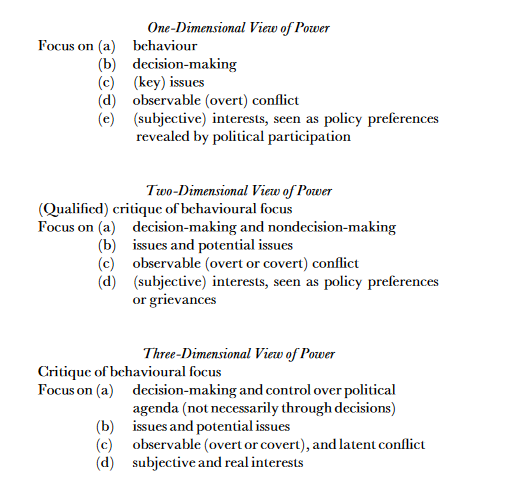 One-Dimensional View of Power
Focus on (a) behaviour
(b) decision-making
(c) (key) issues
(d) observable (overt) conflict
(e) (subjective) interests, seen as policy preferences
revealed by political participation
Two-Dimensional View of Power
(Qualified) critique of behavioural focus
Focus on (a) decision-making and nondecision-making
(b) issues and potential issues
(c) observable (overt or covert) conflict
(d) (subjective) interests, seen as policy preferences
or grievances
Three-Dimensional View of Power
Critique of behavioural focus
Focus on (a) decision-making and control over political
agenda (not necessarily through decisions)
(b) issues and potential issues
(c) observable (overt or covert), and latent conflict
(d) subjective and real interests